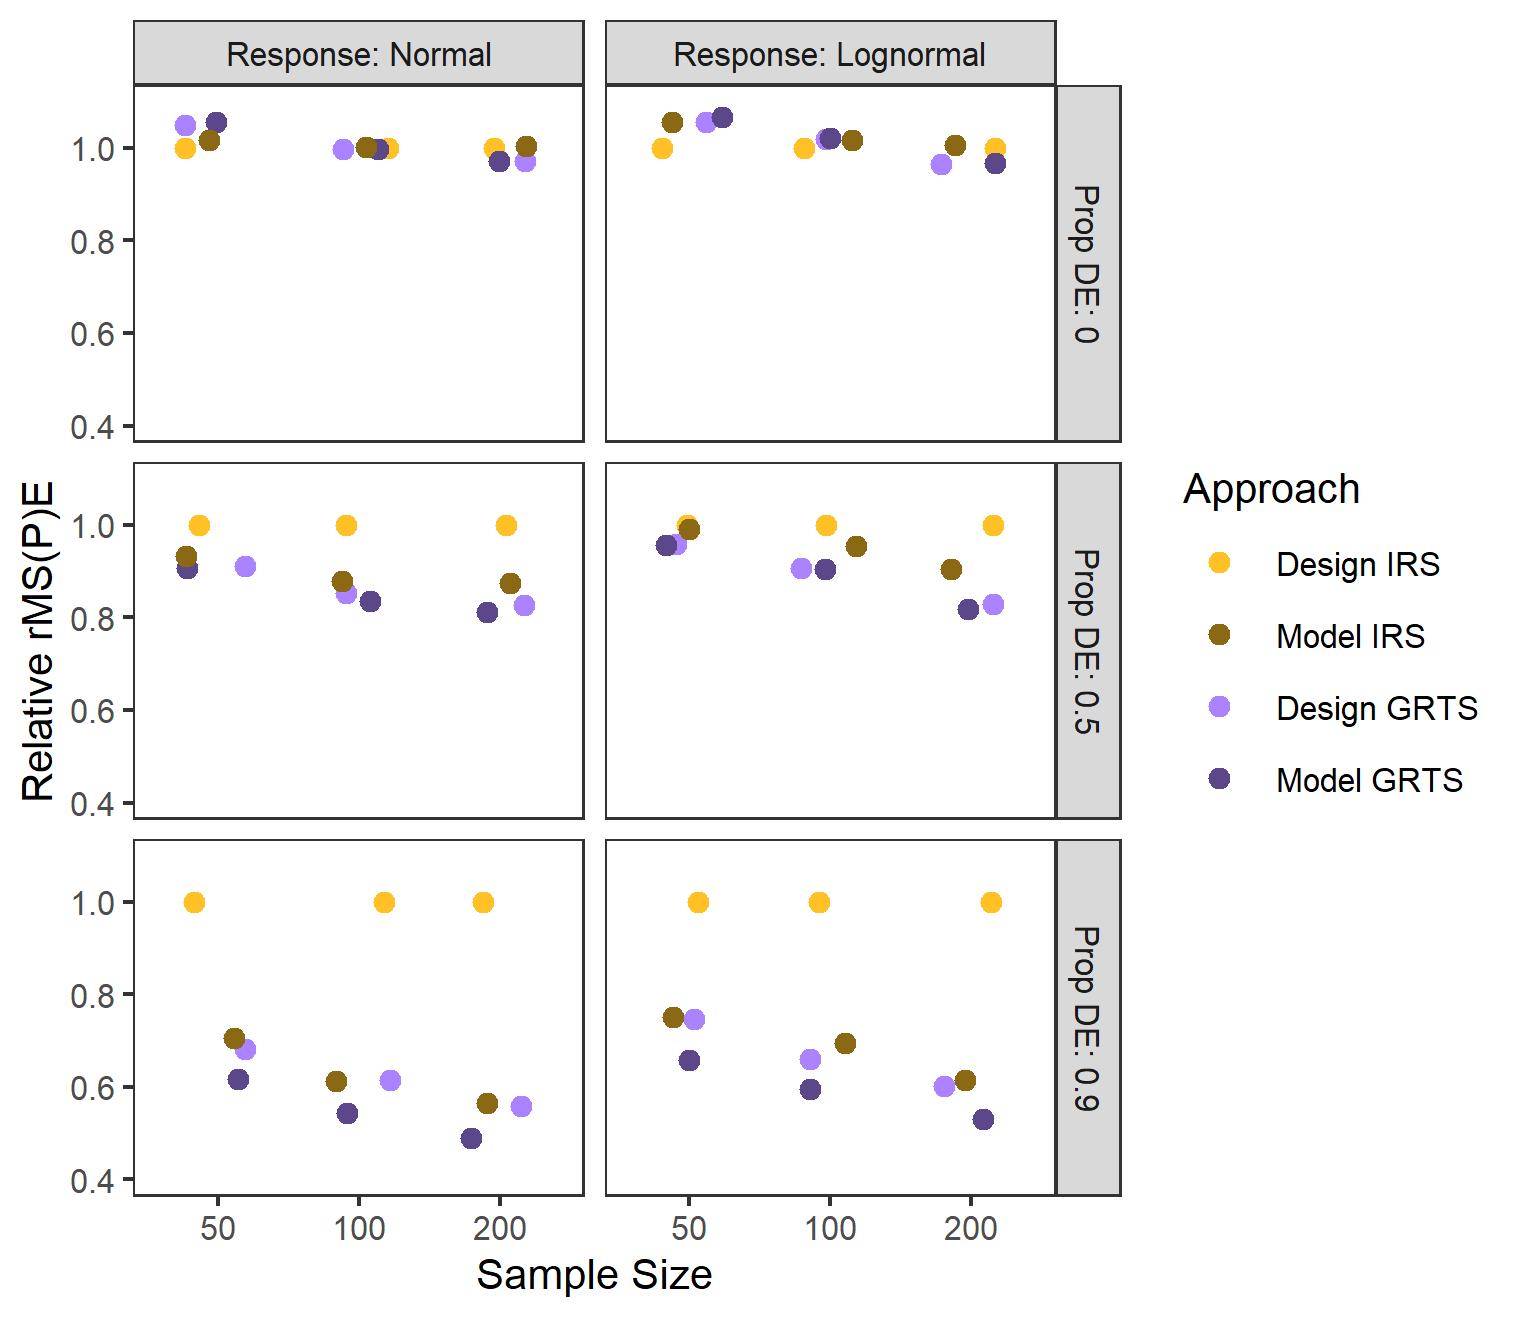 Response: Normal
Response: Lognormal
1.0
0.8
0.6
0.4
Prop DE: 0
1.0
0.8
0.6
0.4
Prop DE: 0.5
1.0
0.8
0.6
0.4
Prop DE: 0.9
Relative rMS(P)E
50 100 200
50 100 200
Sample Size
Approach
Design IRS
Model IRS
Design GRTS
Model GRTS